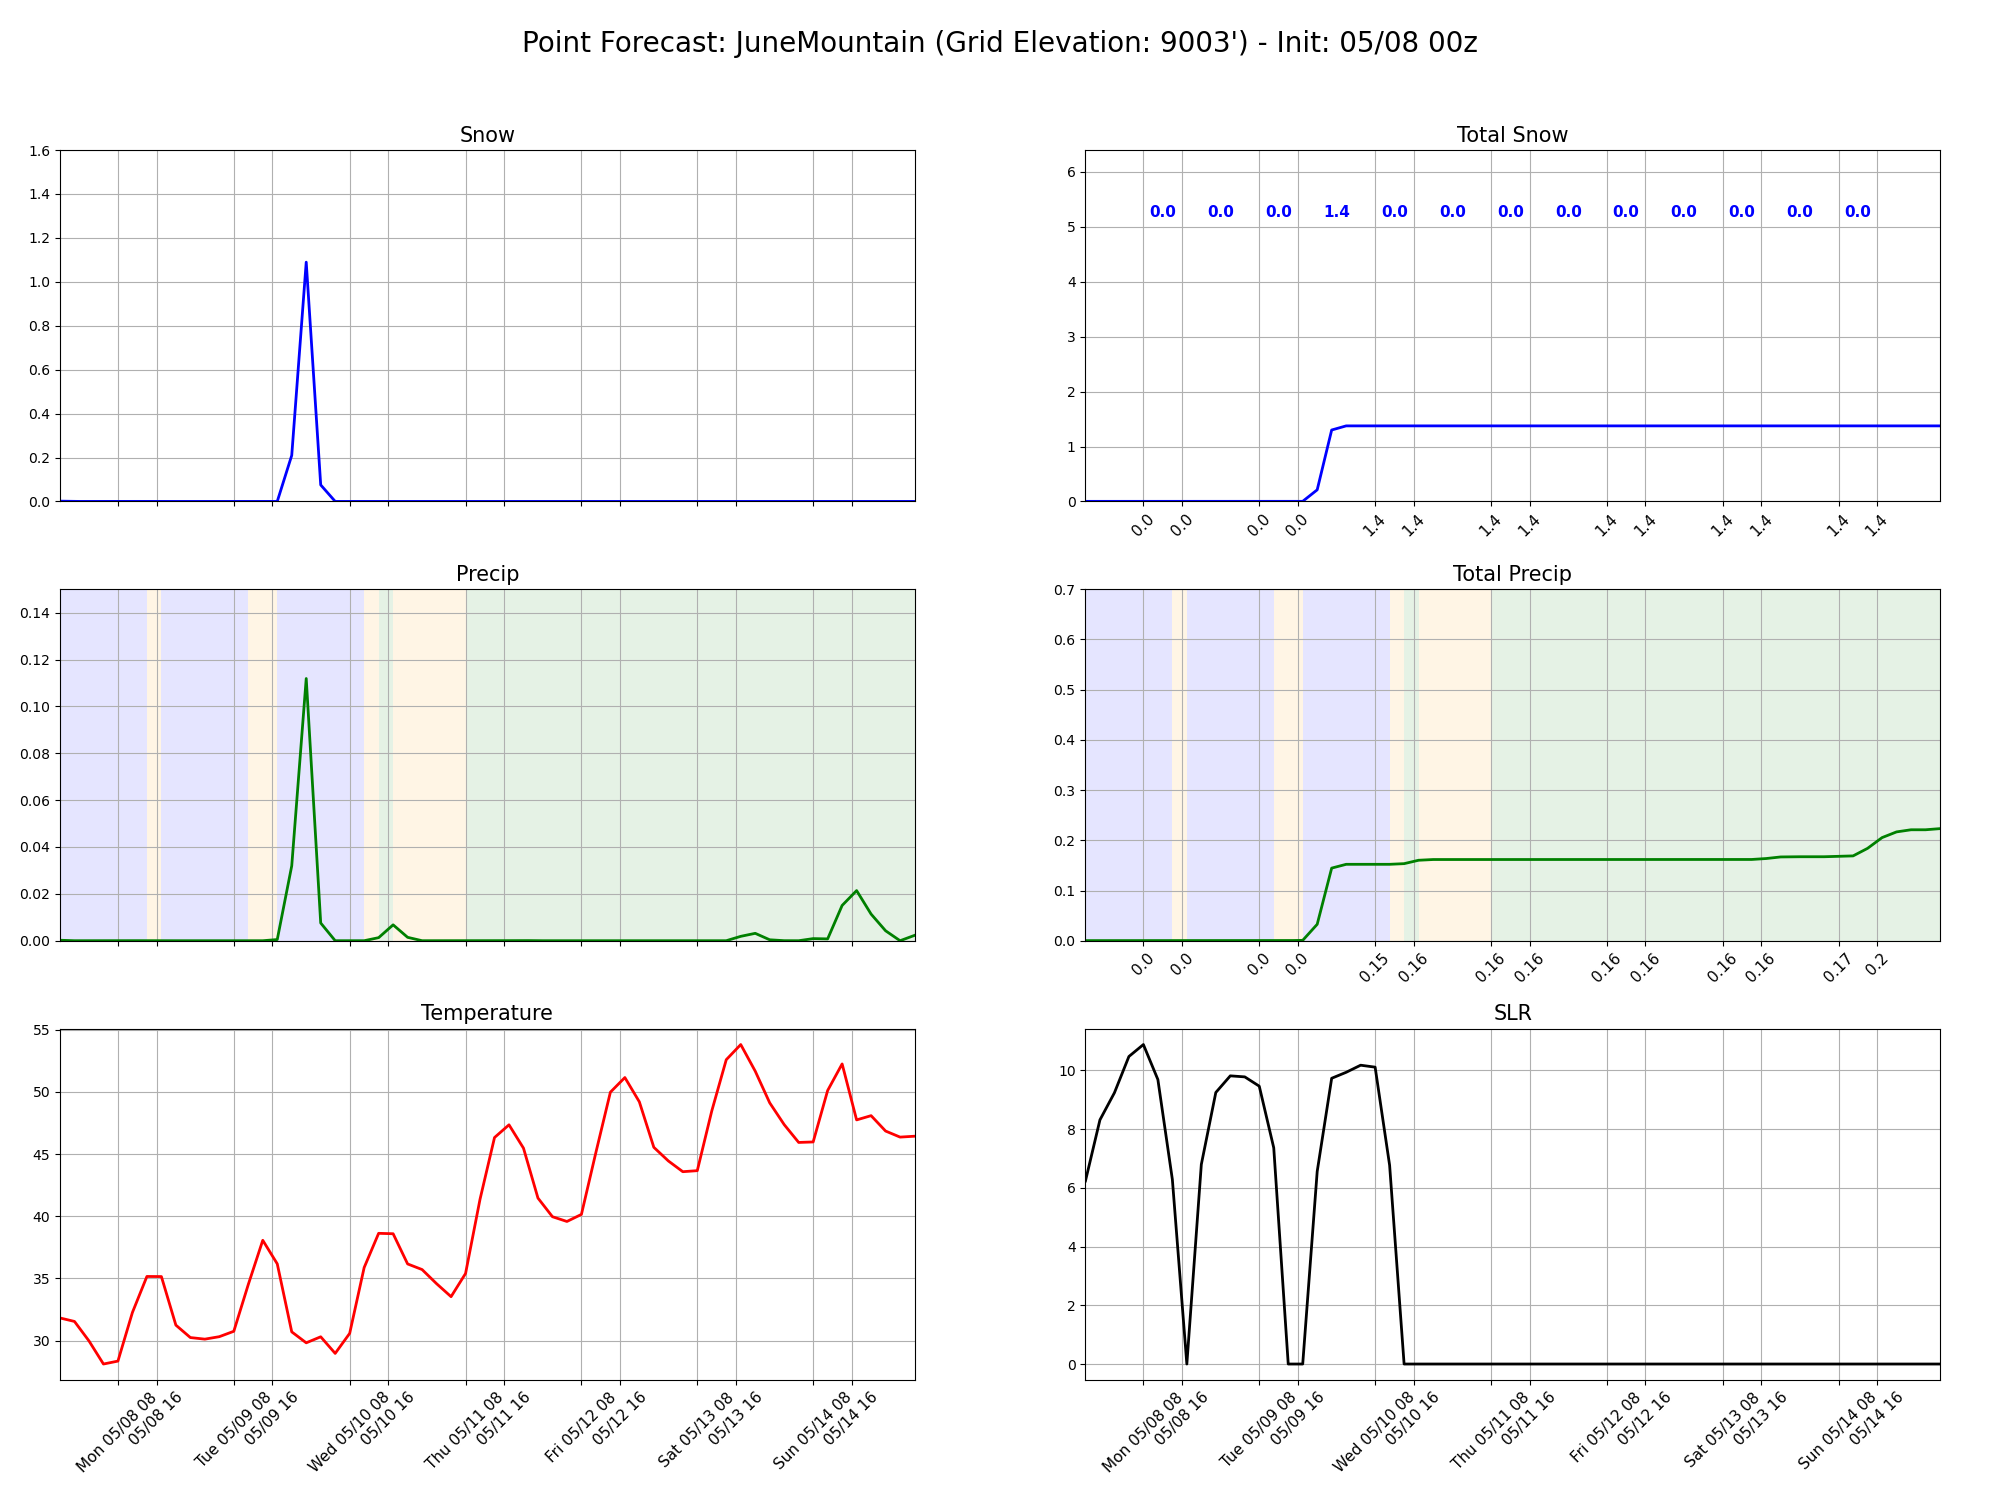 Point Forecast: JuneMountain (Grid Elevation: 9003') - Init: 05/08 00z
Snow
1.6
1.4
1.2
1.0
0.8
0.6
0.4
0.2
0.0
Total Snow
6
5
4
3
2
1
0
0.0 0.0 0.0 1.4 0.0 0.0 0.0 0.0 0.0 0.0 0.0 0.0 0.0
0.0 0.0 0.0 0.0 1.4 1.4 1.4 1.4 1.4 1.4 1.4 1.4 1.4 1.4
Precip
0.14
0.12
0.10
0.08
0.06
0.04
0.02
0.00
Total Precip
0.7
0.6
0.5
0.4
0.3
0.2
0.1
0.0
0.0 0.0 0.0 0.0 0.15 0.16 0.16 0.16 0.16 0.16 0.16 0.16 0.17 0.2
Temperature
55
50
45
40
35
30
Mon 05/08 08
05/08 16
Tue 05/09 08
05/09 16
Wed 05/10 08
05/10 16
Thu 05/11 08
05/11 16
Fri 05/12 08
05/12 16
Sat 05/13 08
05/13 16
Sun 05/14 08
05/14 16
SLR
10
8
6
4
2
0
Mon 05/08 08
05/08 16
Tue 05/09 08
05/09 16
Wed 05/10 08
05/10 16
Thu 05/11 08
05/11 16
Fri 05/12 08
05/12 16
Sat 05/13 08
05/13 16
Sun 05/14 08
05/14 16